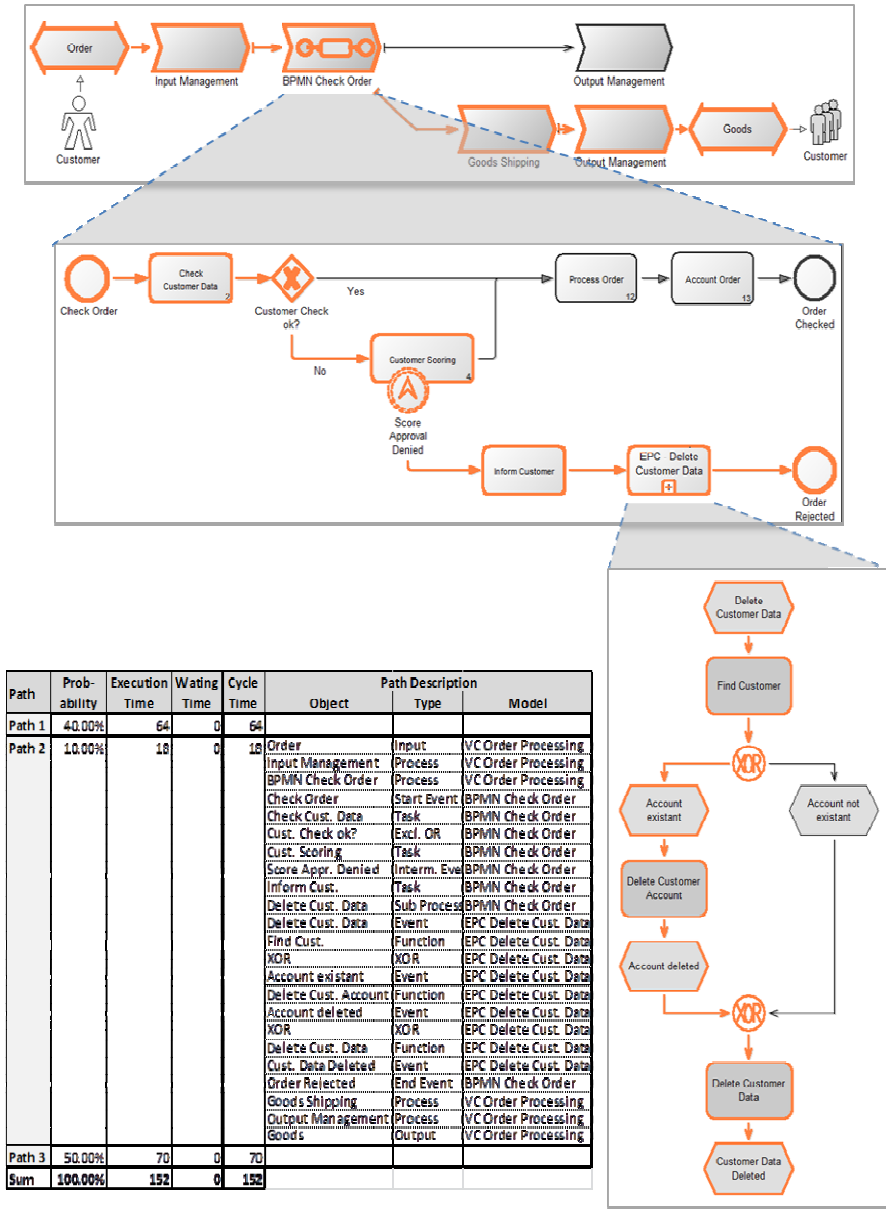 Order
Input Management
BPMN Check Order
Output Management
Customer
Goods Shipping
Output Management
Goods
Customer
Check Order
Check
Customer Data
2
Customer Check
ok?
Yes
No
Process Order
12
Account Order
13
Order
Checked
Customer Scoring
4
Score
Approval
Denied
Inform Customer
EPC - Delete
Customer Data
Order
Rejected
Delete
Customer Data
Find Customer
XOR
Account
existant
Account not
existant
Delete Customer
Account
Account deleted
XOR
Delete Customer
Data
Customer Data
Deleted
Path Prob- Execution Wating Cycle Path Description
ability Time Time Time Object Type Model
Path 1 40.00% 64 0 64
Path 2 10.00% 18 0 18 Order Input VC Order Processing
Input Management Process VC Order Processing
BPMN Check Order Process VC Order Processing
Check Order Start Event BPMN Check Order
Check Cust. Data Task BPMN Check Order
Cust. Check ok? Excl. OR BPMN Check Order
Cust. Scoring Task BPMN Check Order
Score Appr. Denied Interm. Eve BPMN Check Order
Inform Cust. Task BPMN Check Order
Delete Cust. Data Sub Process BPMN Check Order
Delete Cust. Data Event EPC Delete Cust. Data
Find Cust. Function EPC Delete Cust. Data
XOR XOR EPC Delete Cust. Data
Account existant Event EPC Delete Cust. Data
Delete Cust. Account Function EPC Delete Cust. Data
Account deleted Event EPC Delete Cust. Data
XOR XOR EPC Delete Cust. Data
Delete Cust. Data Function EPC Delete Cust. Data
Cust. Data Deleted Event EPC Delete Cust. Data
Order Rejected End Event BPMN Check Order
Goods Shipping Process VC Order Processing
Output Management Process VC Order Processing
Goods Output VC Order Processing
Path 3 50.00% 70 0 70
Sum 100.00% 152 0 152